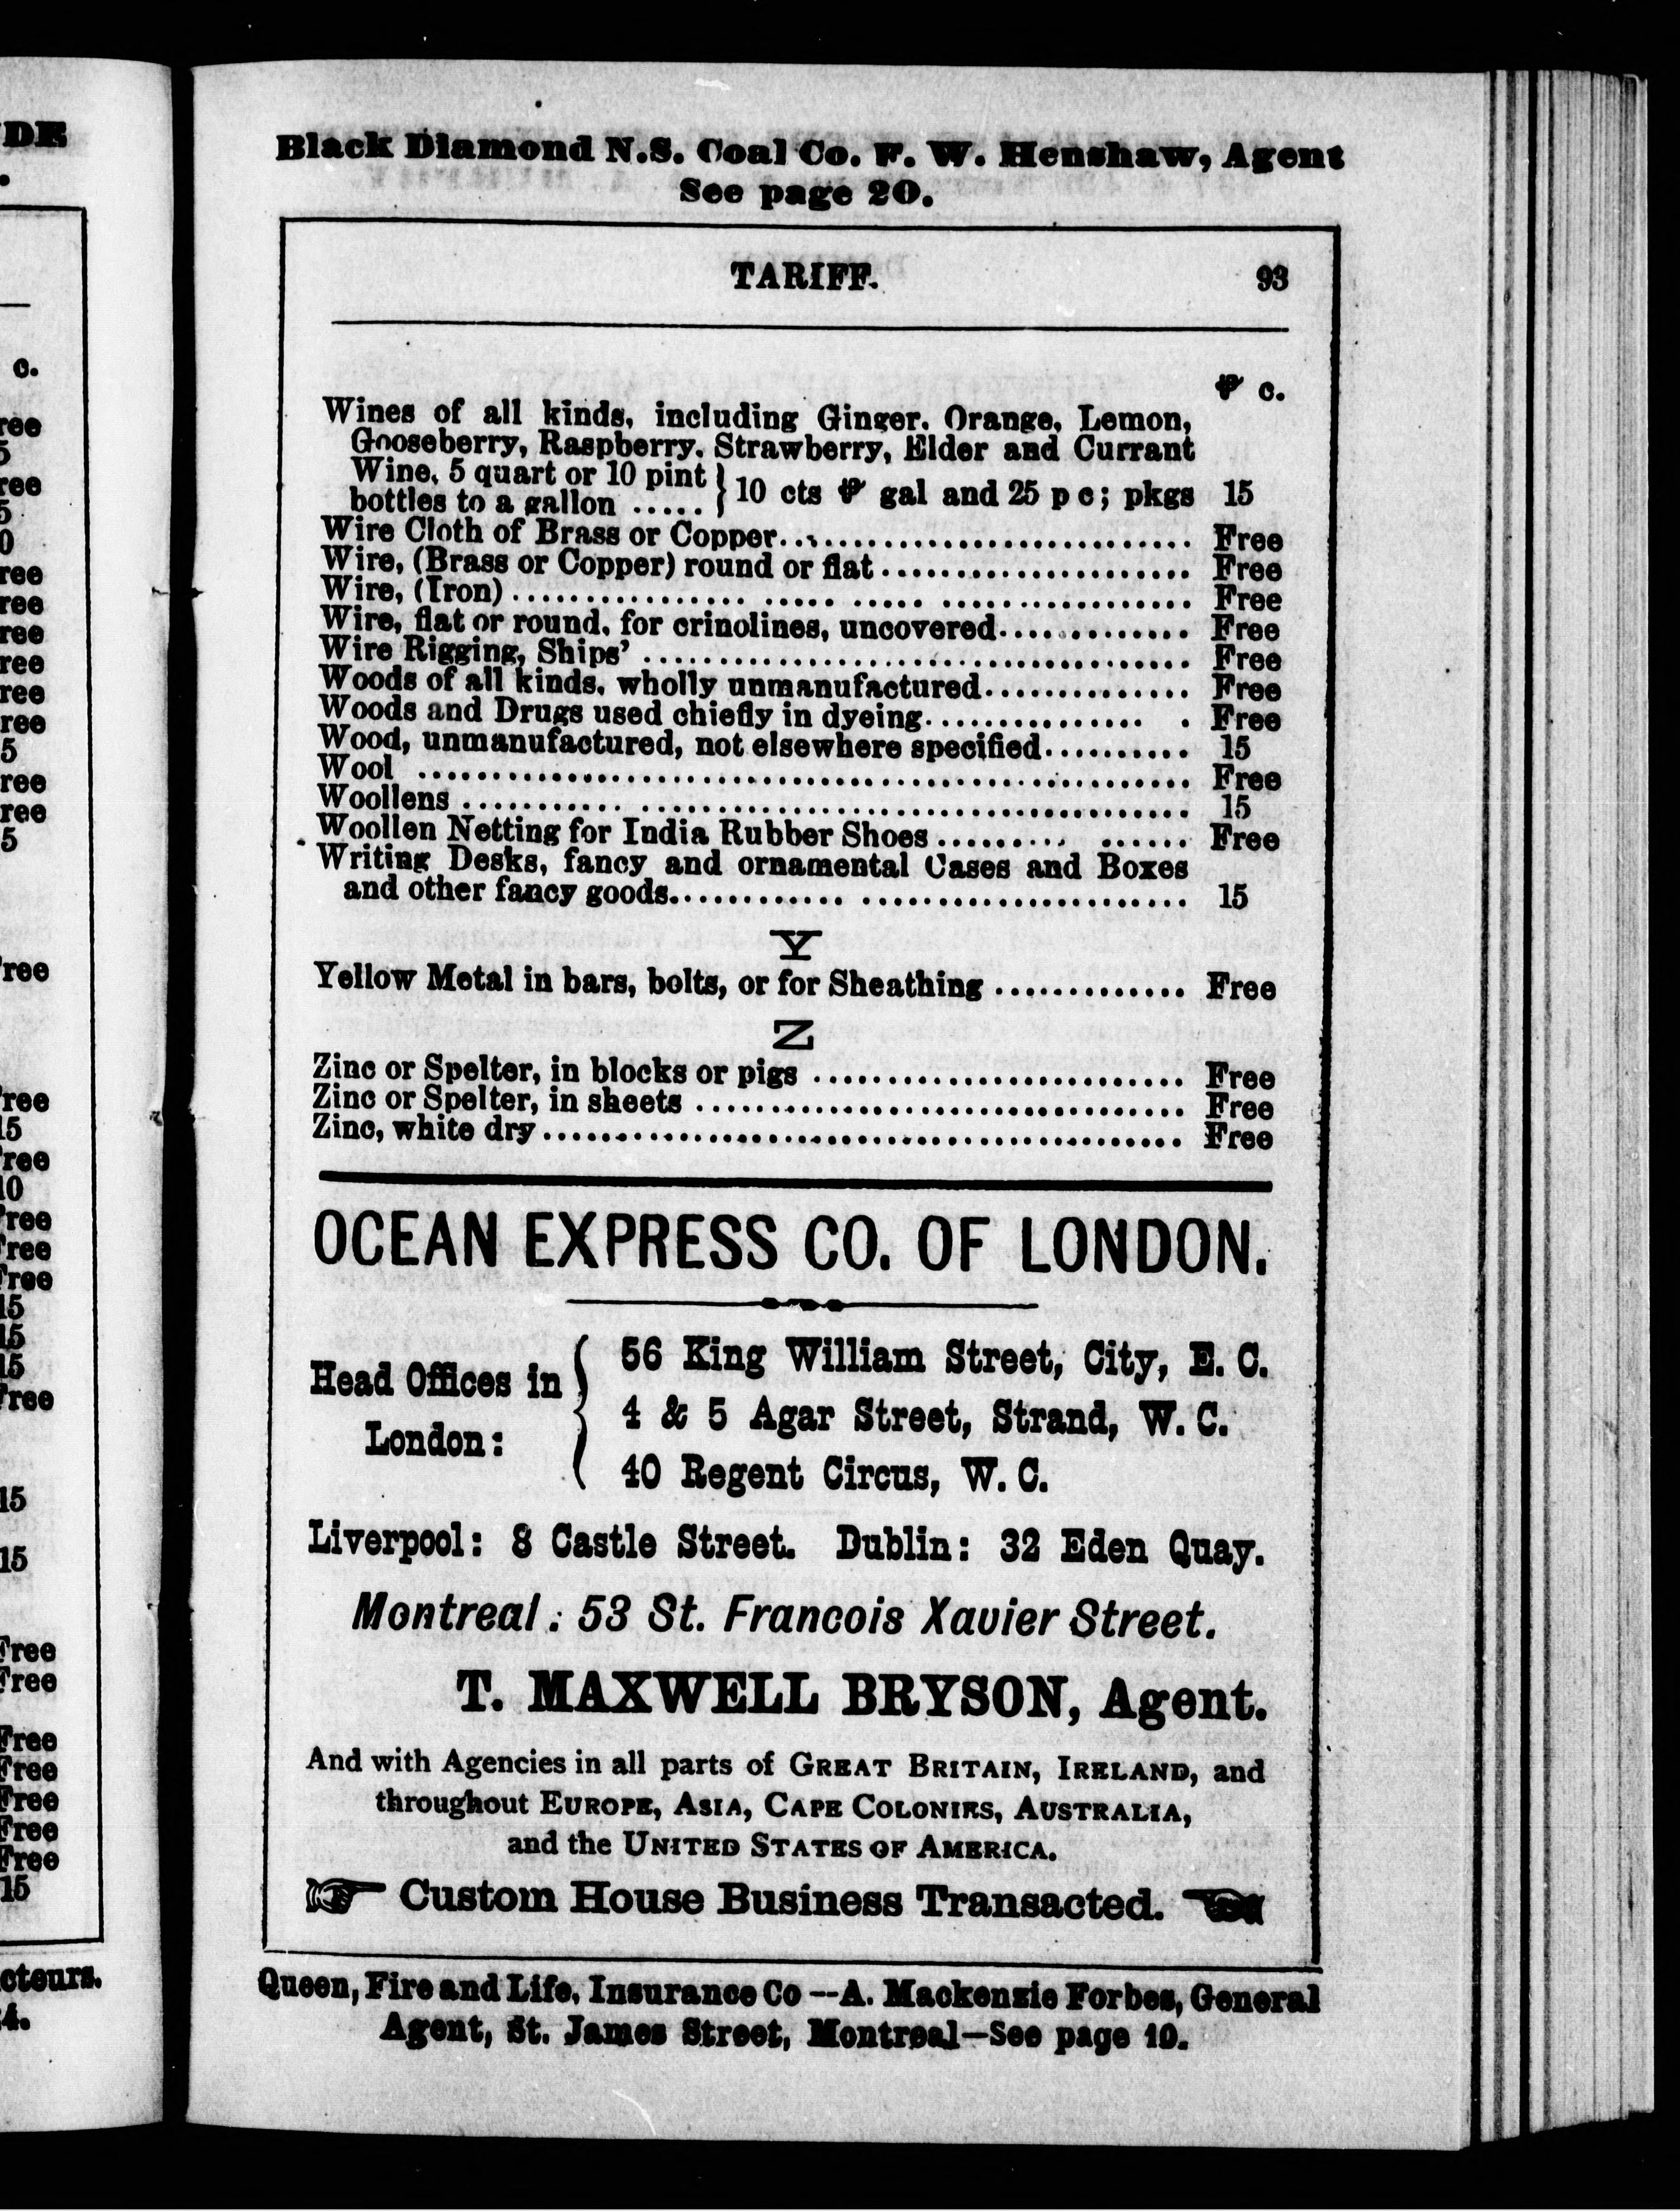 Black Diamond N.S. Coal Co. F. W. Henshaw, Agent
See page 20.
TARIFF. 93
℔ c.
Wines of all kinds, including Ginger, Orange, Lemon,
Gooseberry, Raspberry, Strawberry, Elder and Currant
Wine, 5 quart or 10 pint
bottles to a gallon ..... } 10 cts ⅌ gal and 25 p c; pkgs 15
Wire Cloth of Brass or Copper.............................. Free
Wire, (Brass or Copper) round or flat...................... Free
Wire, (Iron) ................ ..... ..... ................. Free
Wire, flat or round, for crinolines, uncovered............. Free
Wire Rigging, Ships' ...................................... Free
Woods of all kinds, wholly unmanufactured.............. Free
Woods and Drugs used chiefly in dyeing............... . Free
Wood, unmanufactured, not elsewhere specified.......... 15
Wool ...................................................... Free
Woollens ........... ...................................... 15
Woollen Netting for India Rubber Shoes ......... ...... Free
Writing Desks, fancy and ornamental Cases and Boxes
and other fancy goods............ ...................... 15
Y
Yellow Metal in bars, bolts, or for Sheathing ............. Free
Z
Zinc or Spelter, in blocks or pigs .......................... Free
Zinc or Spelter, in sheets .................................. Free
Zinc, white dry............................................. Free
OCEAN EXPRESS CO. OF LONDON.
Head Offices in London:
56 King William Street, City, E. C.
4 & 5 Agar Street, Strand, W. C.
40 Regent Circus, W. C.
Liverpool: 8 Castle Street. Dublin: 32 Eden Quay.
Montreal: 53 St. Francois Xavier Street.
T. MAXWELL BRYSON, Agent.
And with Agencies in all parts of GREAT BRITAIN, IRELAND, and
throughout EUROPE, ASIA, CAPE COLONIES, AUSTRALIA,
and the UNITED STATES OF AMERICA.
☞ Custom House Business Transacted. ☜
Queen, Fire and Life, Insurance Co —A. Mackenzie Forbes, General
Agent, St. James Street, Montreal—See page 10.